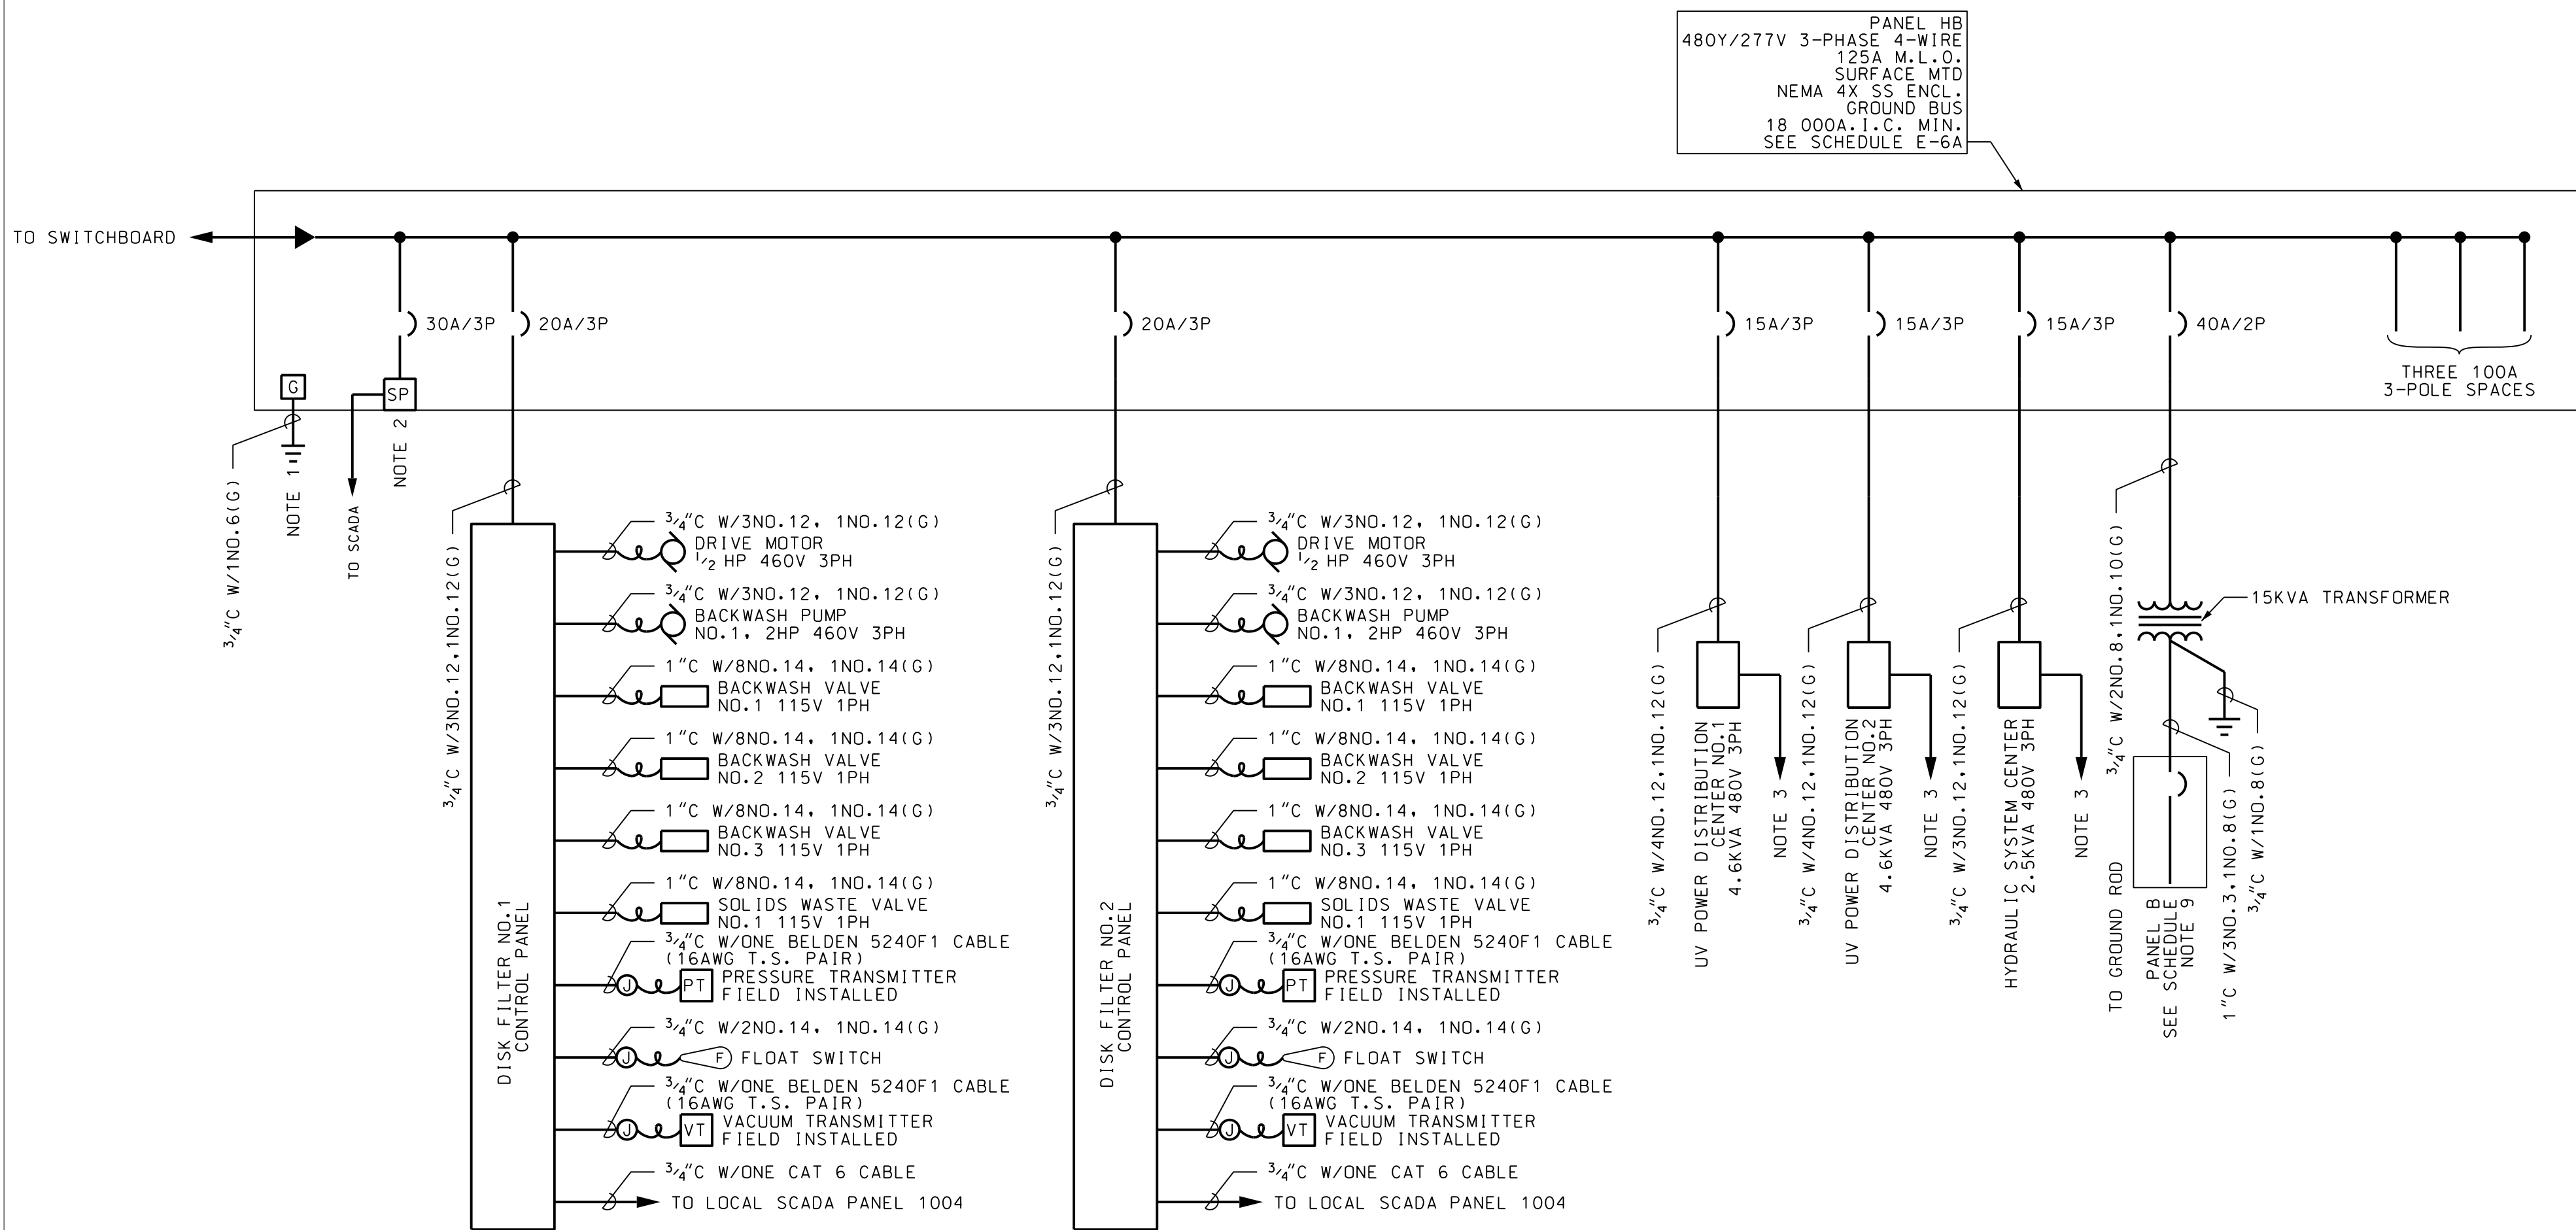 PANEL HB
480Y/277V 3-PHASE 4-WIRE
125A M.L.O.
SURFACE MTD
NEMA 4X SS ENCL.
GROUND BUS
18 000A.I.C. MIN.
SEE SCHEDULE E-6A
TO SWITCHBOARD
30A/3P
20A/3P
20A/3P
15A/3P
15A/3P
15A/3P
40A/2P
THREE 100A
3-POLE SPACES
G
SP
3/4"C W/1NO.6(G)
NOTE 1
TO SCADA
NOTE 2
3/4"C W/3NO.12,1NO.12(G)
DISK FILTER NO.1
CONTROL PANEL
3/4"C W/3NO.12, 1NO.12(G)
DRIVE MOTOR
1/2 HP 460V 3PH
3/4"C W/3NO.12, 1NO.12(G)
BACKWASH PUMP
NO.1, 2HP 460V 3PH
1"C W/8NO.14, 1NO.14(G)
BACKWASH VALVE
NO.1 115V 1PH
1"C W/8NO.14, 1NO.14(G)
BACKWASH VALVE
NO.2 115V 1PH
1"C W/8NO.14, 1NO.14(G)
BACKWASH VALVE
NO.3 115V 1PH
1"C W/8NO.14, 1NO.14(G)
SOLIDS WASTE VALVE
NO.1 115V 1PH
3/4"C W/ONE BELDEN 5240F1 CABLE
(16AWG T.S. PAIR)
J
PT
PRESSURE TRANSMITTER
FIELD INSTALLED
3/4"C W/2NO.14, 1NO.14(G)
J
F
FLOAT SWITCH
3/4"C W/ONE BELDEN 5240F1 CABLE
(16AWG T.S. PAIR)
J
VT
VACUUM TRANSMITTER
FIELD INSTALLED
3/4"C W/ONE CAT 6 CABLE
TO LOCAL SCADA PANEL 1004
3/4"C W/3NO.12,1NO.12(G)
DISK FILTER NO.2
CONTROL PANEL
3/4"C W/3NO.12, 1NO.12(G)
DRIVE MOTOR
1/2 HP 460V 3PH
3/4"C W/3NO.12, 1NO.12(G)
BACKWASH PUMP
NO.1, 2HP 460V 3PH
1"C W/8NO.14, 1NO.14(G)
BACKWASH VALVE
NO.1 115V 1PH
1"C W/8NO.14, 1NO.14(G)
BACKWASH VALVE
NO.2 115V 1PH
1"C W/8NO.14, 1NO.14(G)
BACKWASH VALVE
NO.3 115V 1PH
1"C W/8NO.14, 1NO.14(G)
SOLIDS WASTE VALVE
NO.1 115V 1PH
3/4"C W/ONE BELDEN 5240F1 CABLE
(16AWG T.S. PAIR)
J
PT
PRESSURE TRANSMITTER
FIELD INSTALLED
3/4"C W/2NO.14, 1NO.14(G)
J
F
FLOAT SWITCH
3/4"C W/ONE BELDEN 5240F1 CABLE
(16AWG T.S. PAIR)
J
VT
VACUUM TRANSMITTER
FIELD INSTALLED
3/4"C W/ONE CAT 6 CABLE
TO LOCAL SCADA PANEL 1004
3/4"C W/4NO.12,1NO.12(G)
UV POWER DISTRIBUTION
CENTER NO.1
4.6KVA 480V 3PH
NOTE 3
3/4"C W/4NO.12,1NO.12(G)
UV POWER DISTRIBUTION
CENTER NO.2
4.6KVA 480V 3PH
NOTE 3
3/4"C W/3NO.12,1NO.12(G)
HYDRAULIC SYSTEM CENTER
2.5KVA 480V 3PH
NOTE 3
3/4"C W/2NO.8,1NO.10(G)
15KVA TRANSFORMER
TO GROUND ROD
PANEL B
SEE SCHEDULE
NOTE 9
1"C W/3NO.3,1NO.8(G)
3/4"C W/1NO.8(G)